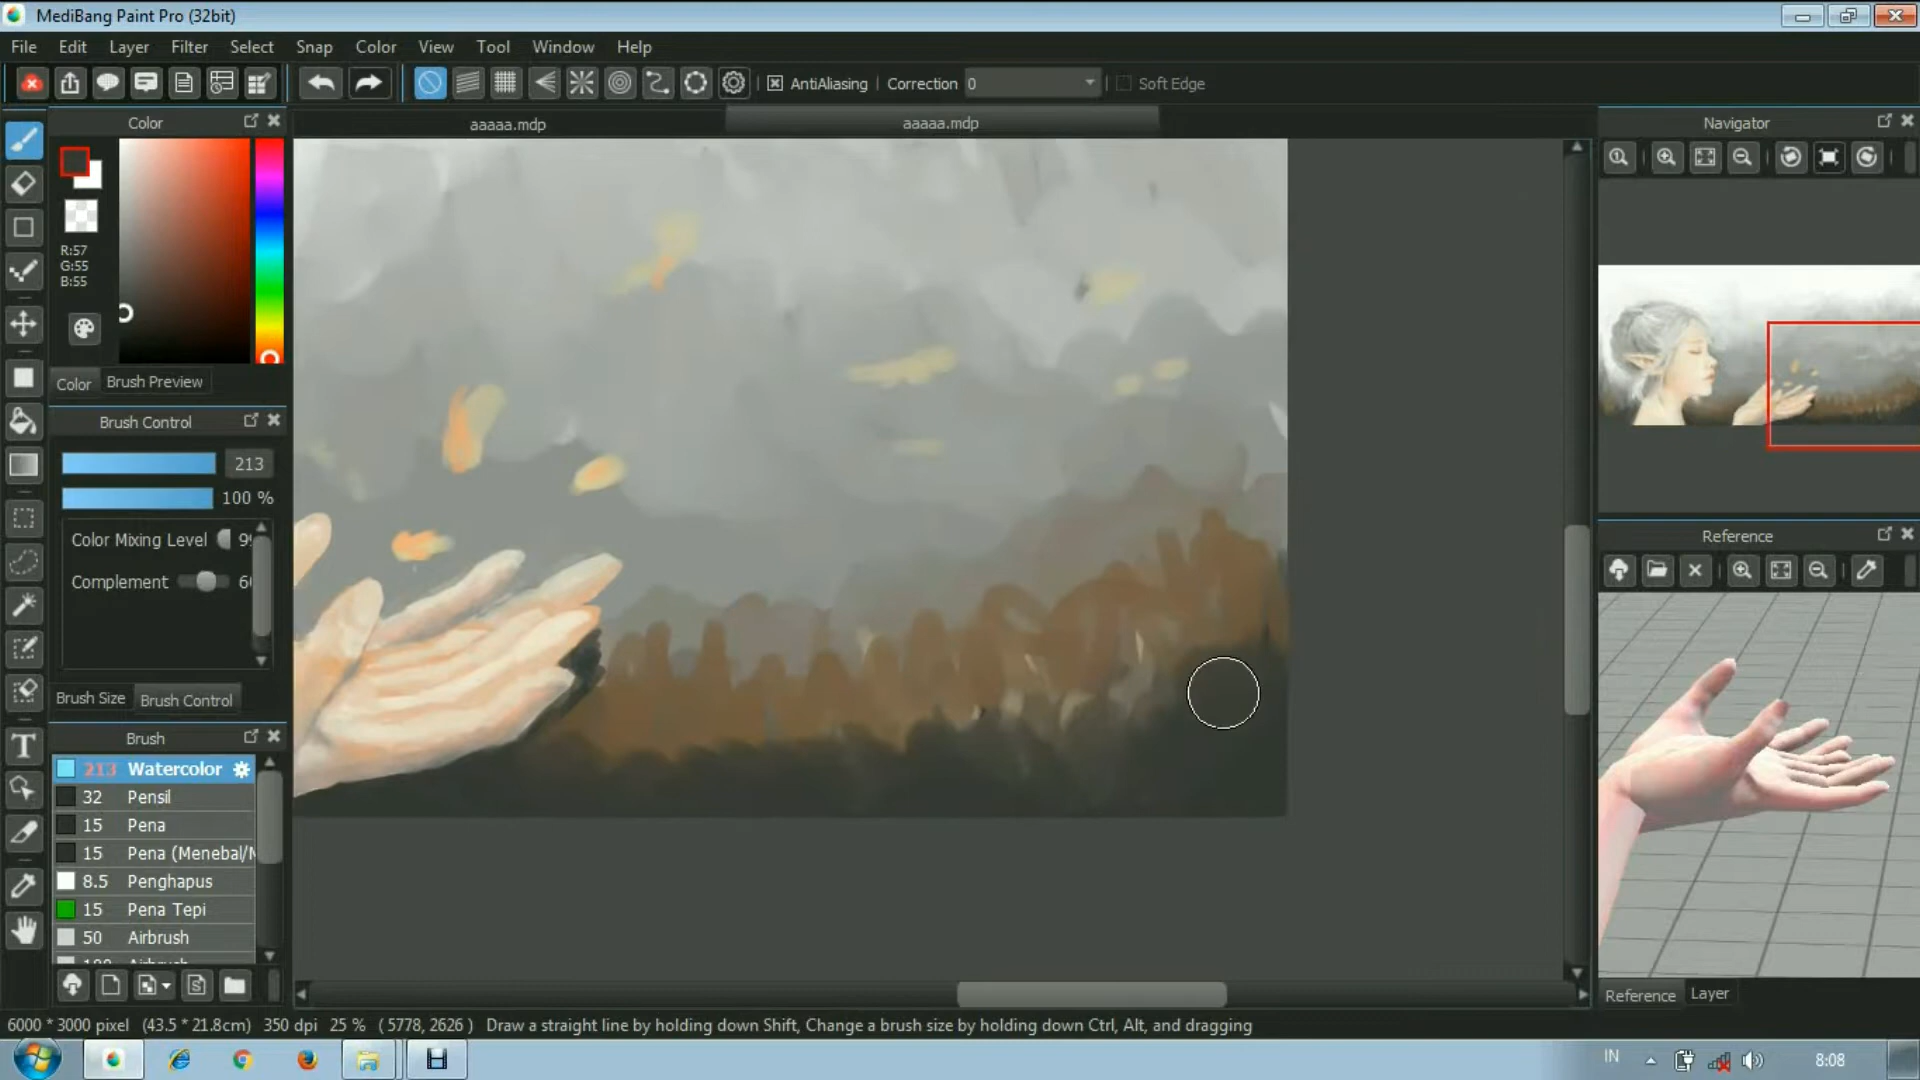 MediBang Paint Pro (32bit)
File Edit Layer Filter Select Snap Color View Tool Window Help
AntiAliasing Correction 0 Soft Edge
Color
aaaaa.mdp aaaaa.mdp
Navigator
R:57
G:55
B:55
Color Brush Preview
Brush Control
213
100 %
Color Mixing Level
Complement
Brush Size Brush Control
Brush
213 Watercolor
32 Pensil
15 Pena
15 Pena (Menebal/
8.5 Penghapus
15 Pena Tepi
50 Airbrush
Reference
Reference Layer
6000 * 3000 pixel (43.5 * 21.8cm) 350 dpi 25 % ( 5778, 2626 ) Draw a straight line by holding down Shift, Change a brush size by holding down Ctrl, Alt, and dragging
IN 8:08